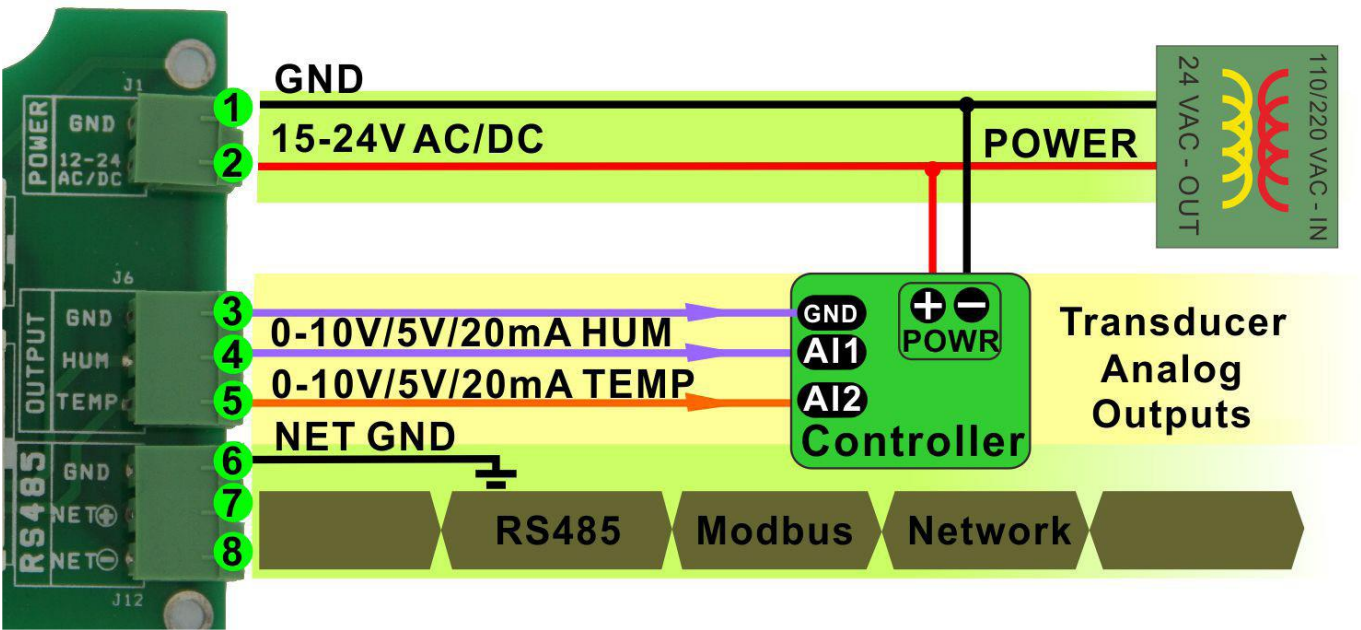 J1
POWER
GND
12-24
AC/DC
1
2
GND
15-24V AC/DC
POWER
24 VAC - OUT
110/220 VAC - IN
J6
OUTPUT
GND
HUM
TEMP
3
4
5
0-10V/5V/20mA HUM
0-10V/5V/20mA TEMP
GND
AI1
AI2
POWR
Controller
Transducer
Analog
Outputs
RS485
GND
NET⊕
NET⊖
J12
6
7
8
NET GND
RS485
Modbus
Network